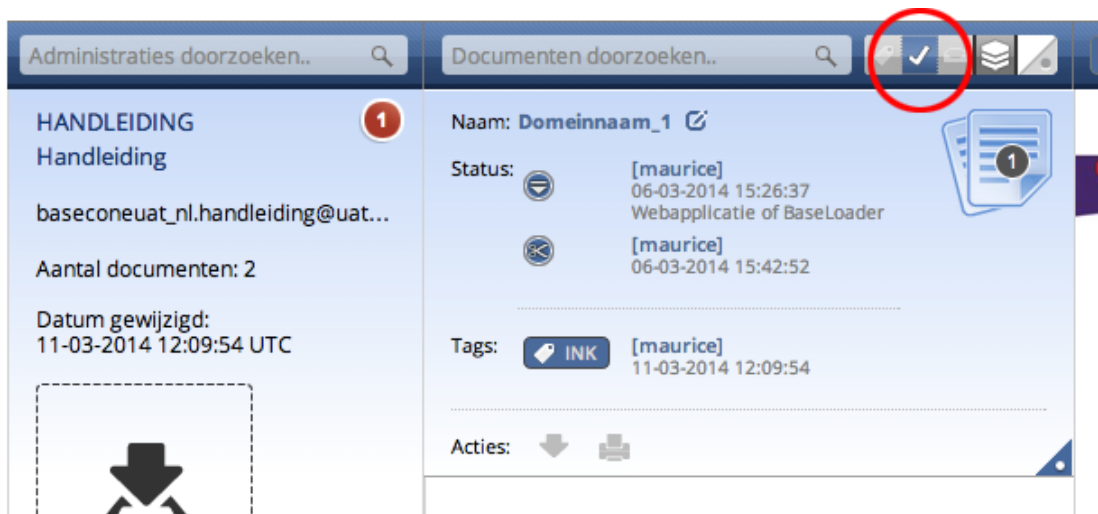 Administraties doorzoeken..
HANDLEIDING
1
Handleiding
baseconeuat_nl.handleiding@uat...
Aantal documenten: 2
Datum gewijzigd:
11-03-2014 12:09:54 UTC
Documenten doorzoeken..
Naam: Domeinnaam_1
1
Status:
[maurice]
06-03-2014 15:26:37
Webapplicatie of BaseLoader
[maurice]
06-03-2014 15:42:52
Tags:
INK
[maurice]
11-03-2014 12:09:54
Acties: